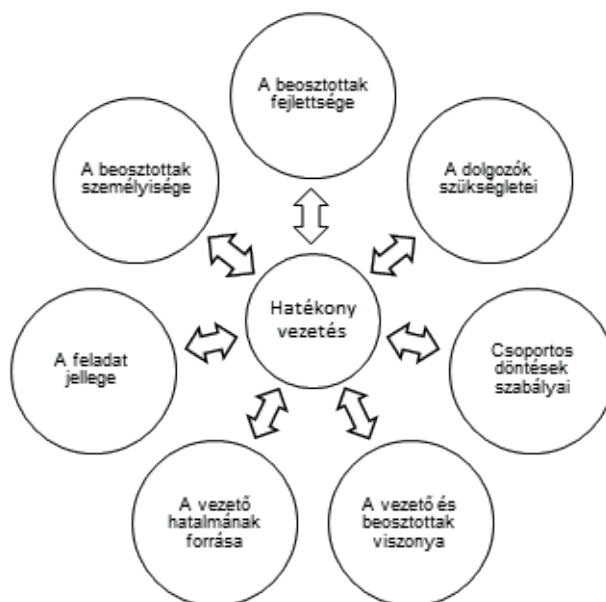 A beosztottak
fejlettsége
A beosztottak
személyisége
A dolgozók
szükségletei
Hatékony
vezetés
A feladat
jellege
Csoportos
döntések
szabályai
A vezető
hatalmának
forrása
A vezető és
beosztottak
viszonya